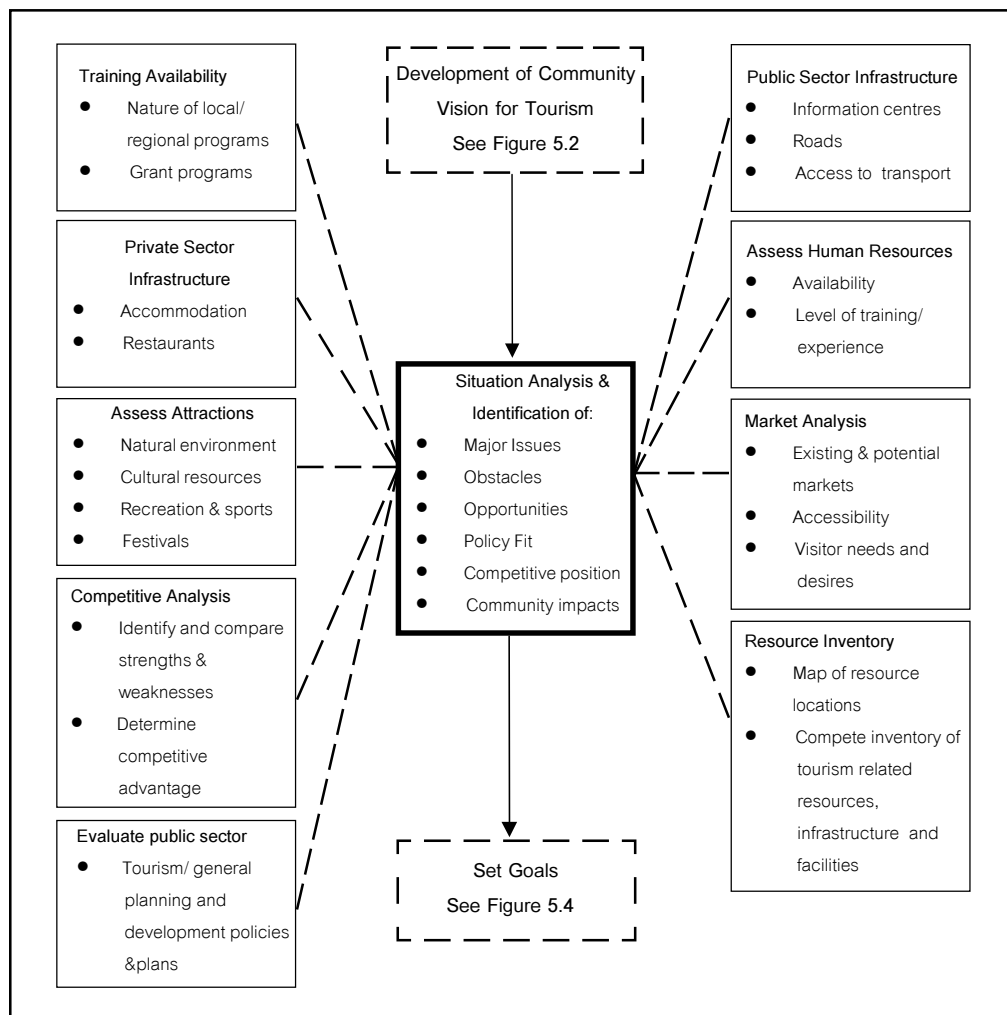 Training Availability
● Nature of local/
regional programs
● Grant programs
Private Sector
Infrastructure
● Accommodation
● Restaurants
Assess Attractions
● Natural environment
● Cultural resources
● Recreation & sports
● Festivals
Competitive Analysis
● Identify and compare
strengths &
weaknesses
● Determine
competitive
advantage
Evaluate public sector
● Tourism/ general
planning and
development policies
&plans
Development of Community
Vision for Tourism
See Figure 5.2
Situation Analysis &
Identification of:
● Major Issues
● Obstacles
● Opportunities
● Policy Fit
● Competitive position
● Community impacts
Set Goals
See Figure 5.4
Public Sector Infrastructure
● Information centres
● Roads
● Access to transport
Assess Human Resources
● Availability
● Level of training/
experience
Market Analysis
● Existing & potential
markets
● Accessibility
● Visitor needs and
desires
Resource Inventory
● Map of resource
locations
● Compete inventory of
tourism related
resources,
infrastructure and
facilities